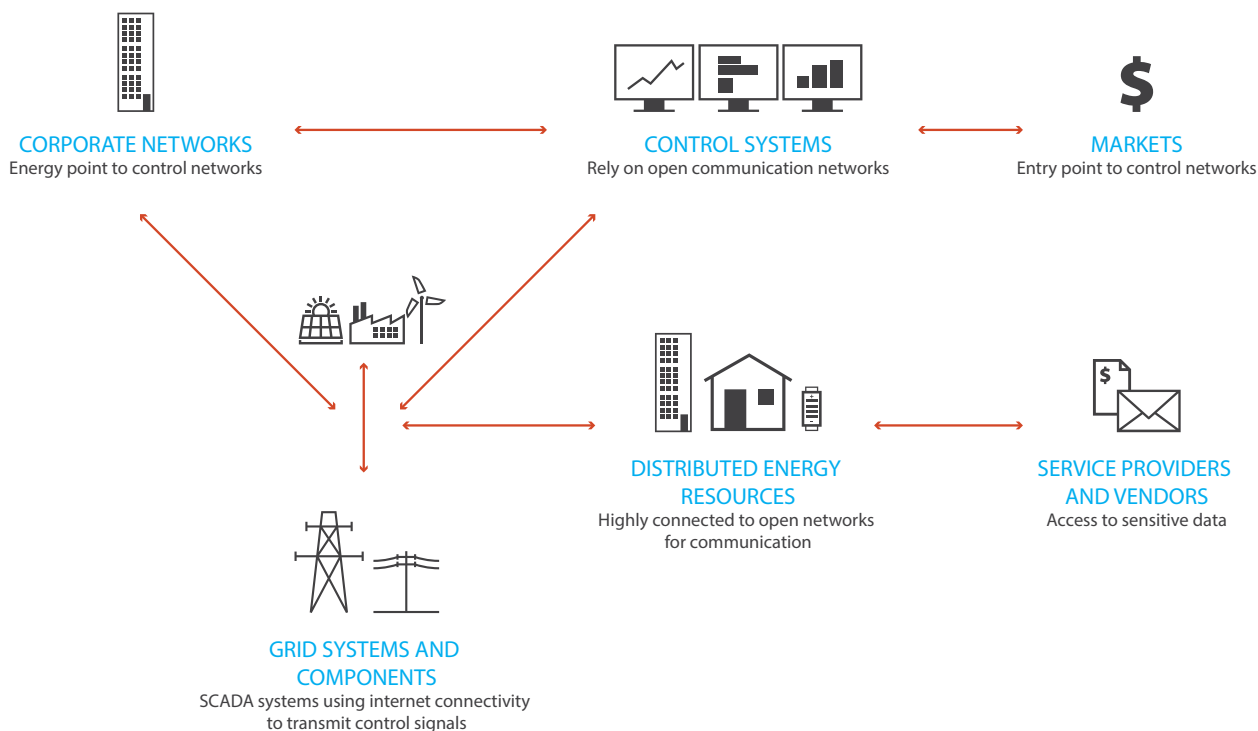 $
CORPORATE NETWORKS
Energy point to control networks
CONTROL SYSTEMS
Rely on open communication networks
MARKETS
Entry point to control networks
$
DISTRIBUTED ENERGY
RESOURCES
Highly connected to open networks
for communication
SERVICE PROVIDERS
AND VENDORS
Access to sensitive data
GRID SYSTEMS AND
COMPONENTS
SCADA systems using internet connectivity
to transmit control signals